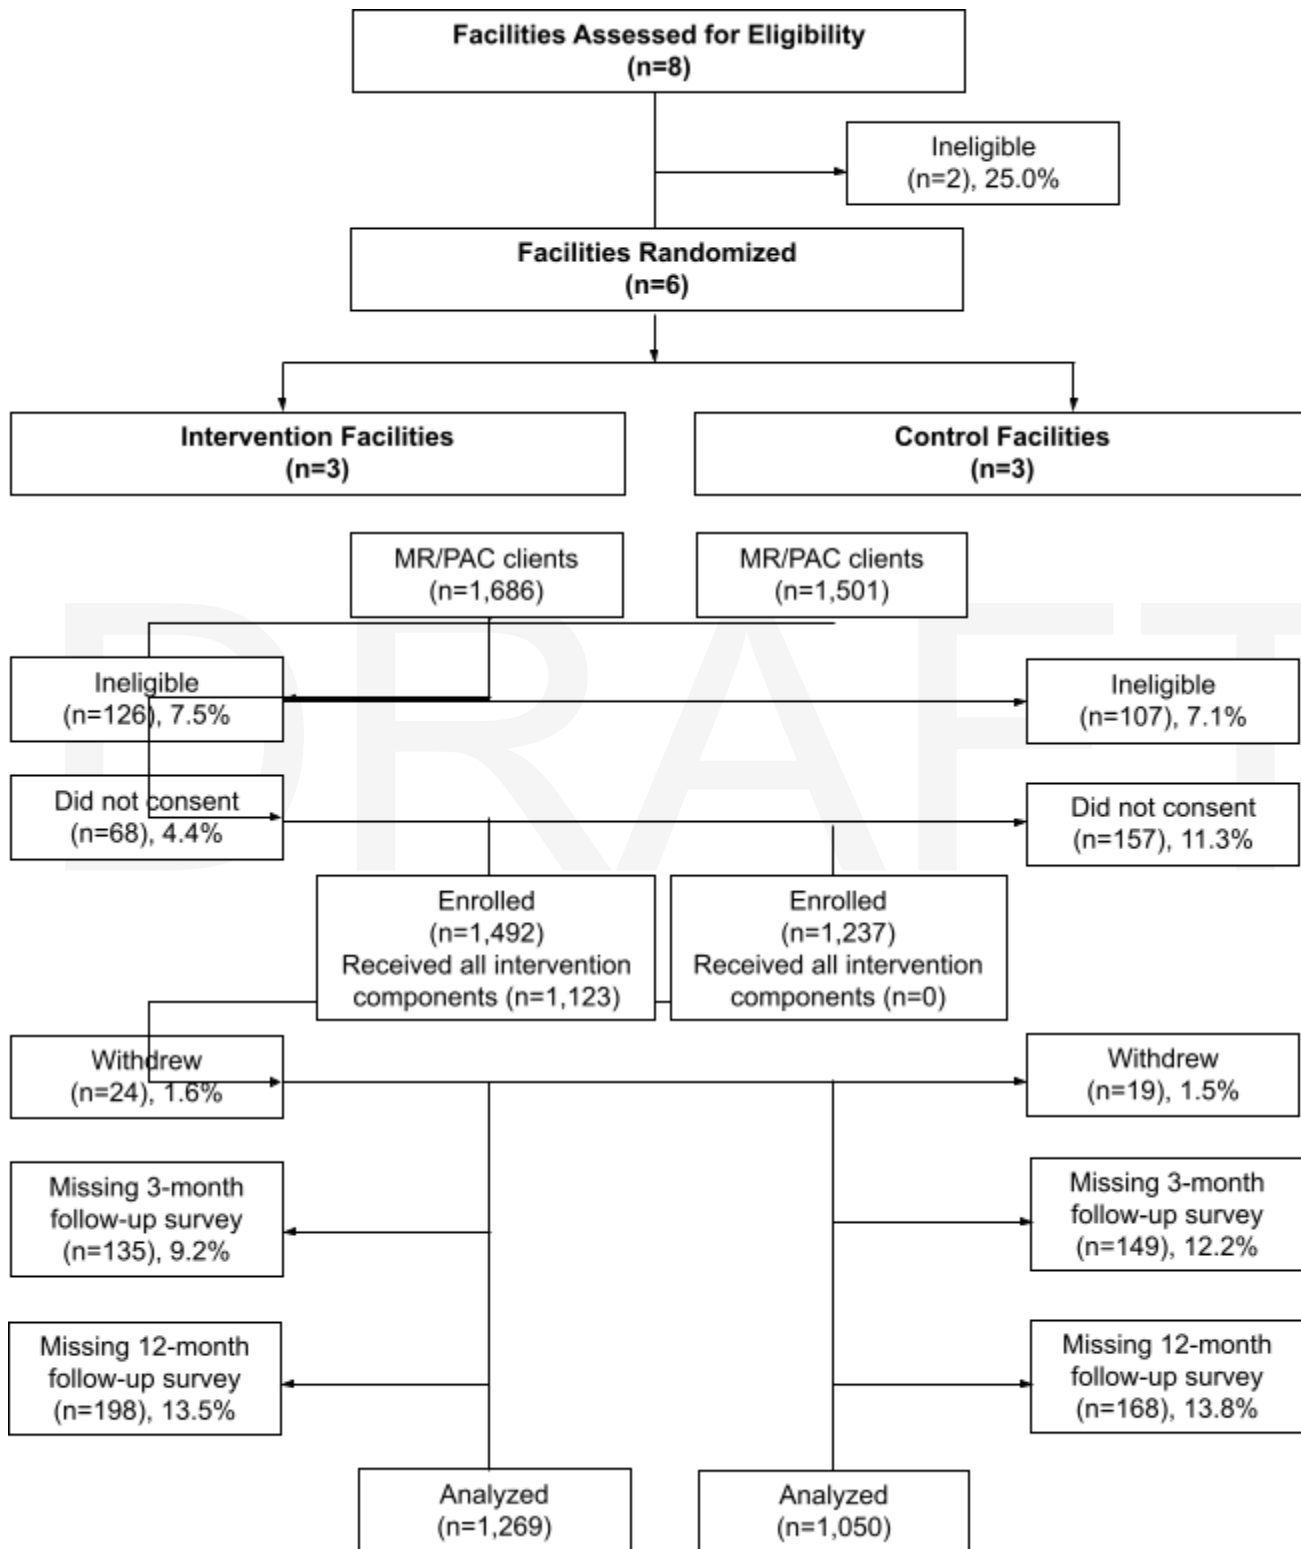 Facilities Assessed for Eligibility
(n=8)
Ineligible
(n=2), 25.0%
Facilities Randomized
(n=6)
Intervention Facilities
(n=3)
Control Facilities
(n=3)
MR/PAC clients
(n=1,686)
MR/PAC clients
(n=1,501)
DRAFT
Ineligible
(n=126), 7.5%
Ineligible
(n=107), 7.1%
Did not consent
(n=68), 4.4%
Did not consent
(n=157), 11.3%
Enrolled
(n=1,492)
Received all intervention
components (n=1,123)
Enrolled
(n=1,237)
Received all intervention
components (n=0)
Withdrew
(n=24), 1.6%
Withdrew
(n=19), 1.5%
Missing 3-month
follow-up survey
(n=135), 9.2%
Missing 3-month
follow-up survey
(n=149), 12.2%
Missing 12-month
follow-up survey
(n=198), 13.5%
Missing 12-month
follow-up survey
(n=168), 13.8%
Analyzed
(n=1,269)
Analyzed
(n=1,050)